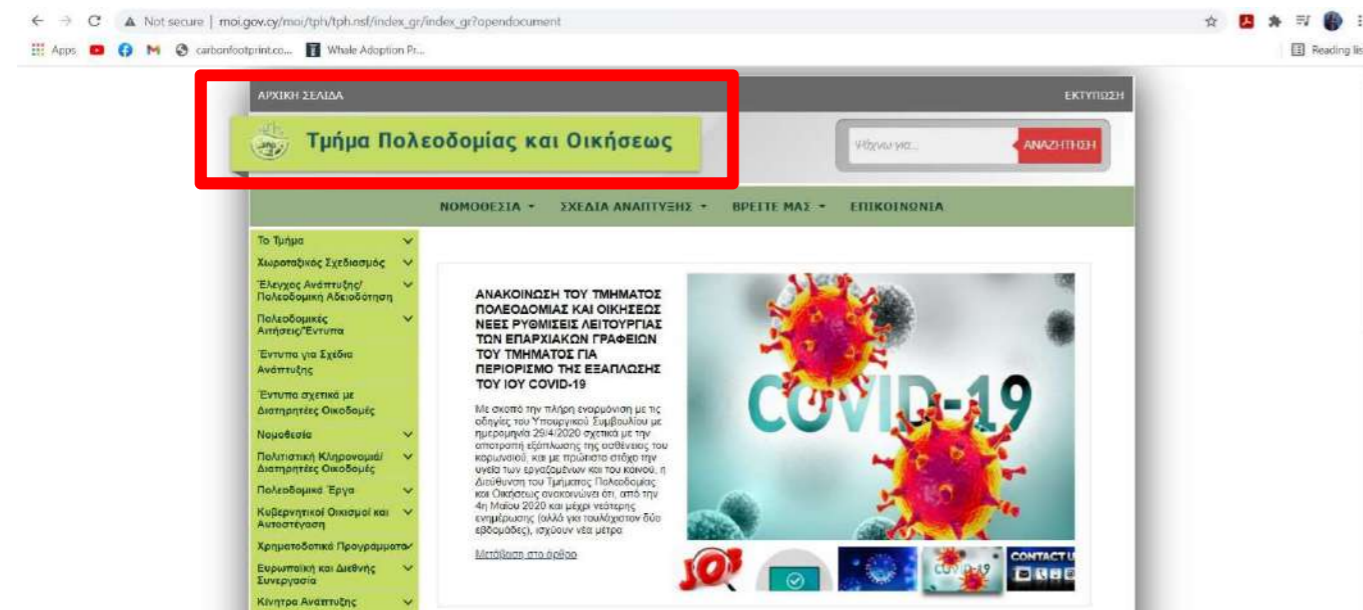 Not secure | moi.gov.cy/moi/tph/tph.nsf/index_gr/index_gr?opendocument
Apps
carbonfootprint.co...
Whale Adoption Pr...
Reading lis
ΑΡΧΙΚΗ ΣΕΛΙΔΑ
ΕΚΤΥΠΩΣΗ
Τμήμα Πολεοδομίας και Οικήσεως
Ψάχνω για...
ΑΝΑΖΗΤΗΣΗ
ΝΟΜΟΘΕΣΙΑ
ΣΧΕΔΙΑ ΑΝΑΠΤΥΞΗΣ
ΒΡΕΙΤΕ ΜΑΣ
ΕΠΙΚΟΙΝΩΝΙΑ
Το Τμήμα
Χωροταξικός Σχεδιασμός
Έλεγχος Ανάπτυξης/
Πολεοδομική Αδειοδότηση
Πολεοδομικές
Αιτήσεις/Έντυπα
Έντυπα για Σχέδια
Ανάπτυξης
Έντυπα σχετικά με
Διατηρητέες Οικοδομές
Νομοθεσία
Πολιτιστική Κληρονομιά/
Διατηρητέες Οικοδομές
Πολεοδομικά Έργα
Κυβερνητικοί Οικισμοί και
Αυτοστέγαση
Χρηματοδοτικά Προγράμματα
Ευρωπαϊκή και Διεθνής
Συνεργασία
Κίνητρα Ανάπτυξης
ΑΝΑΚΟΙΝΩΣΗ ΤΟΥ ΤΜΗΜΑΤΟΣ
ΠΟΛΕΟΔΟΜΙΑΣ ΚΑΙ ΟΙΚΗΣΕΩΣ
ΝΕΕΣ ΡΥΘΜΙΣΕΙΣ ΛΕΙΤΟΥΡΓΙΑΣ
ΤΩΝ ΕΠΑΡΧΙΑΚΩΝ ΓΡΑΦΕΙΩΝ
ΤΟΥ ΤΜΗΜΑΤΟΣ ΓΙΑ
ΠΕΡΙΟΡΙΣΜΟ ΤΗΣ ΕΞΑΠΛΩΣΗΣ
ΤΟΥ ΙΟΥ COVID-19
Με σκοπό την πλήρη εναρμόνιση με τις
οδηγίες του Υπουργικού Συμβουλίου με
ημερομηνία 29/4/2020 σχετικά με την
αποτροπή εξάπλωσης της ασθένειας του
κορωνοϊού, και με πρώτιστο στόχο την
υγεία των εργαζομένων και του κοινού, η
Διεύθυνση του Τμήματος Πολεοδομίας
και Οικήσεως ανακοινώνει ότι, από την
4η Μαΐου 2020 και μέχρι νεότερης
ενημέρωσης (αλλά για τουλάχιστον δύο
εβδομάδες), ισχύουν νέα μέτρα
Μετάβαση στο άρθρο
COVID-19
JOB
COVID-19
CONTACT U